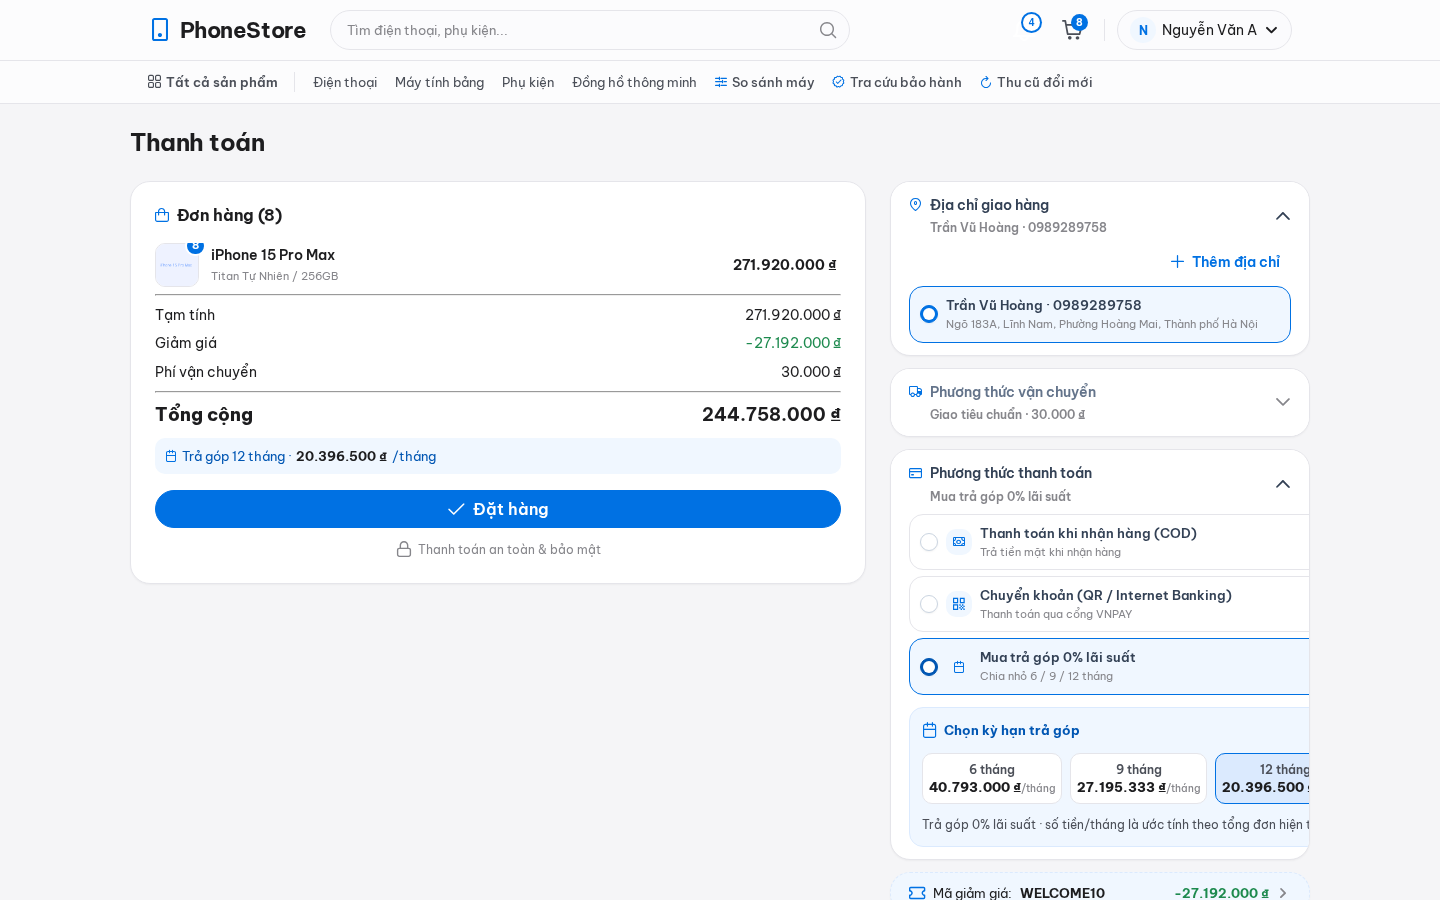 PhoneStore
Tìm điện thoại, phụ kiện...
4
8
N
Nguyễn Văn A
Tất cả sản phẩm
Điện thoại
Máy tính bảng
Phụ kiện
Đồng hồ thông minh
So sánh máy
Tra cứu bảo hành
Thu cũ đổi mới
Thanh toán
Đơn hàng (8)
8
iPhone 15 Pro Max
Titan Tự Nhiên / 256GB
271.920.000 ₫
Tạm tính
271.920.000 ₫
Giảm giá
-27.192.000 ₫
Phí vận chuyển
30.000 ₫
Tổng cộng
244.758.000 ₫
Trả góp 12 tháng · 20.396.500 ₫ /tháng
Đặt hàng
Thanh toán an toàn & bảo mật
Địa chỉ giao hàng
Trần Vũ Hoàng · 0989289758
Thêm địa chỉ
Trần Vũ Hoàng · 0989289758
Ngõ 183A, Lĩnh Nam, Phường Hoàng Mai, Thành phố Hà Nội
Phương thức vận chuyển
Giao tiêu chuẩn · 30.000 ₫
Phương thức thanh toán
Mua trả góp 0% lãi suất
Thanh toán khi nhận hàng (COD)
Trả tiền mặt khi nhận hàng
Chuyển khoản (QR / Internet Banking)
Thanh toán qua cổng VNPAY
Mua trả góp 0% lãi suất
Chia nhỏ 6 / 9 / 12 tháng
Chọn kỳ hạn trả góp
6 tháng
40.793.000 ₫/tháng
9 tháng
27.195.333 ₫/tháng
12 tháng
20.396.500
Trả góp 0% lãi suất · số tiền/tháng là ước tính theo tổng đơn hiện t
Mã giảm giá: WELCOME10
-27.192.000 ₫